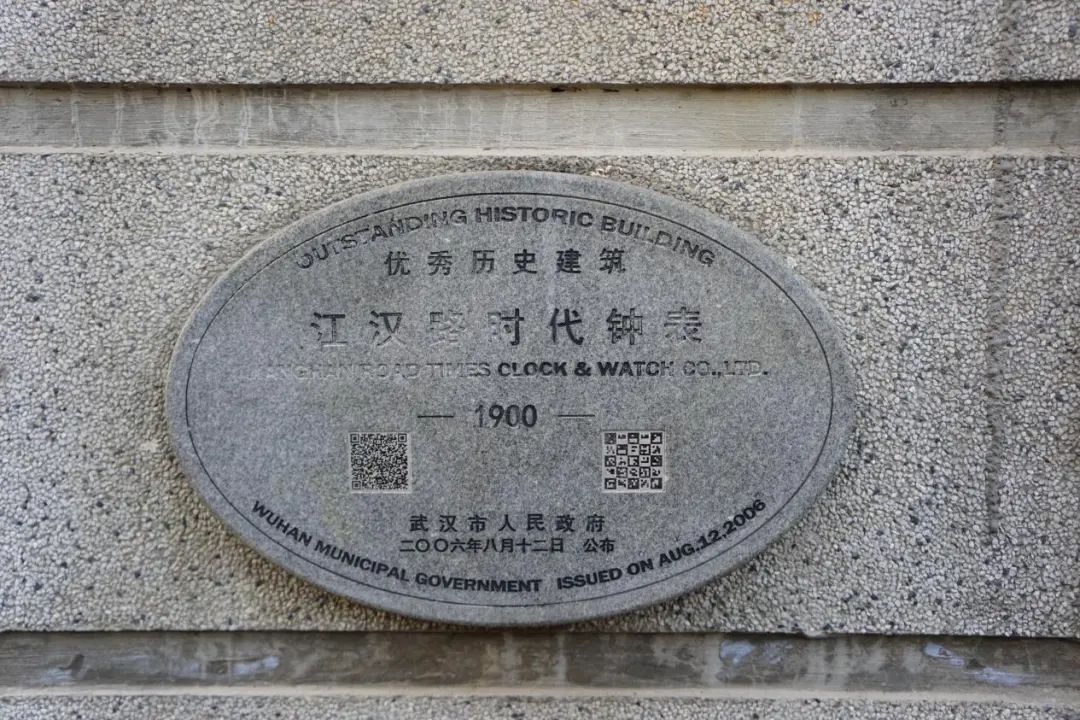 OUTSTANDING HISTORIC BUILDING
优秀历史建筑
江汉路时代钟表
ROAD TIMES CLOCK & WATCH CO.,LTD.
— 1900 —
武汉市人民政府
二〇〇六年八月十二日 公布
WUHAN MUNICIPAL GOVERNMENT ISSUED ON AUG.12,2006